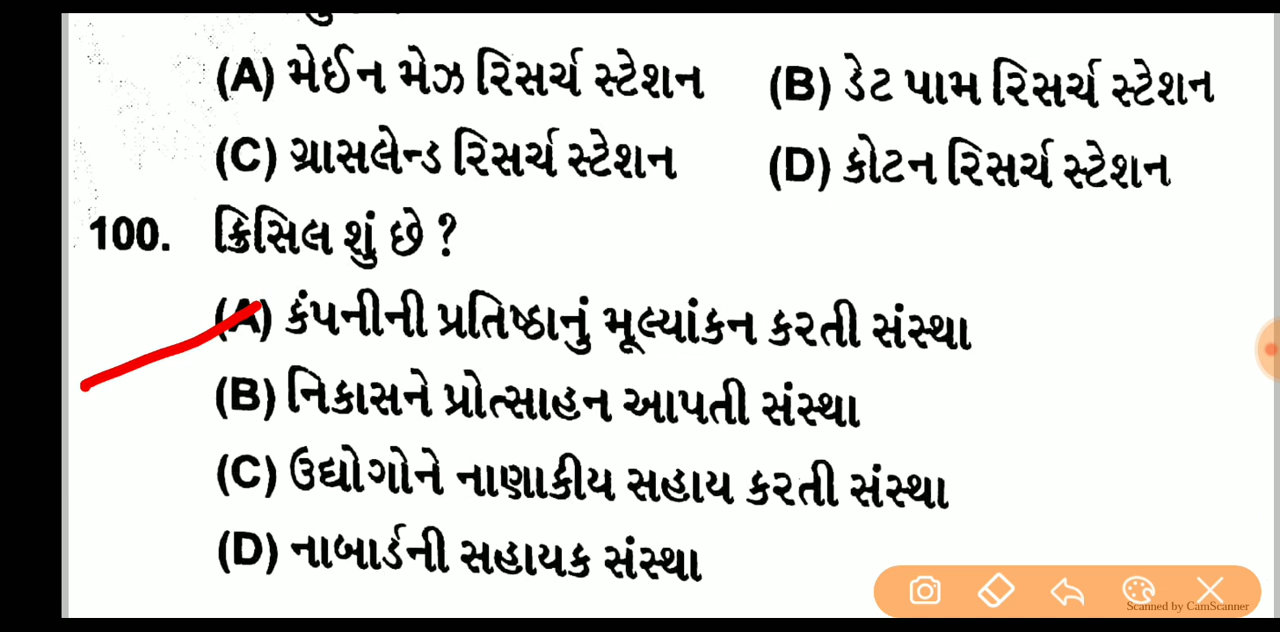 (A) મેઈન મેઝ રિસર્ચ સ્ટેશન (B) ડેટ પામ રિસર્ચ સ્ટેશન
(C) ગ્રાસલેન્ડ રિસર્ચ સ્ટેશન (D) કોટન રિસર્ચ સ્ટેશન
100. ક્રિસિલ શું છે ?
(A) કંપનીની પ્રતિષ્ઠાનું મૂલ્યાંકન કરતી સંસ્થા
(B) નિકાસને પ્રોત્સાહન આપતી સંસ્થા
(C) ઉદ્યોગોને નાણાકીય સહાય કરતી સંસ્થા
(D) નાબાર્ડની સહાયક સંસ્થા
Scanned by CamScanner